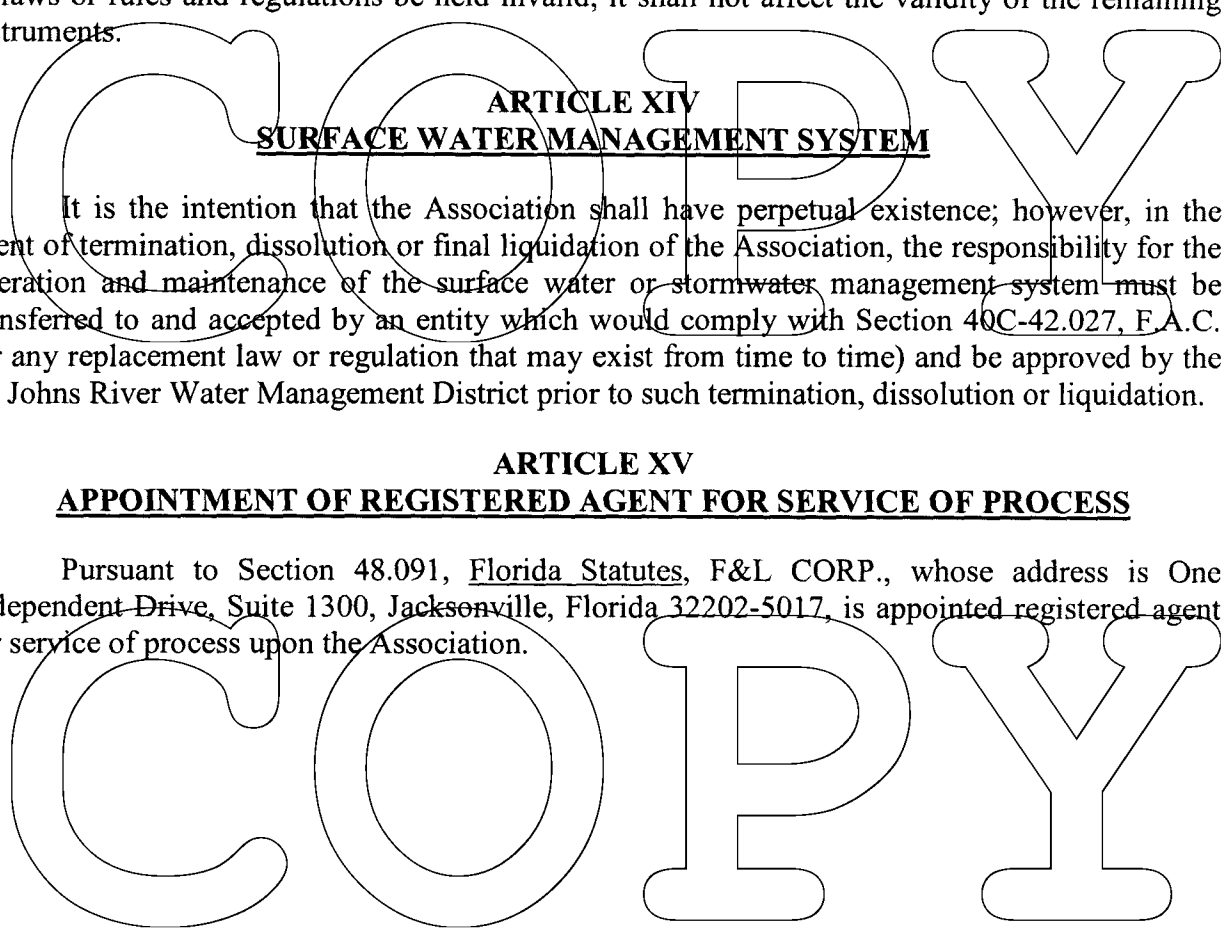 laws or rules and regulations be held invalid, it shall not affect the validity of the remaining
struments.
ARTICLE XIV
SURFACE WATER MANAGEMENT SYSTEM
It is the intention that the Association shall have perpetual existence; however, in the
ent of termination, dissolution or final liquidation of the Association, the responsibility for the
eration and maintenance of the surface water or stormwater management system must be
nsferred to and accepted by an entity which would comply with Section 40C-42.027, F.A.C.
r any replacement law or regulation that may exist from time to time) and be approved by the
Johns River Water Management District prior to such termination, dissolution or liquidation.
ARTICLE XV
APPOINTMENT OF REGISTERED AGENT FOR SERVICE OF PROCESS
Pursuant to Section 48.091, Florida Statutes, F&L CORP., whose address is One
dependent Drive, Suite 1300, Jacksonville, Florida 32202-5017, is appointed registered agent
r service of process upon the Association.
COPY
COPY